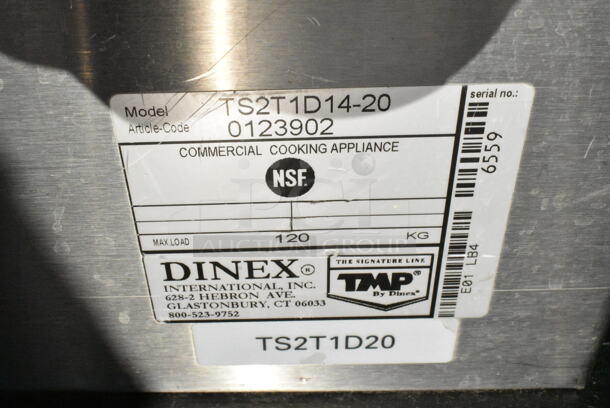 Model TS2T1D14-20
Article-Code 0123902
COMMERCIAL COOKING APPLIANCE
NSF.
MAX.LOAD 120 KG
DINEX®
INTERNATIONAL, INC.
628-2 HEBRON AVE.
GLASTONBURY, CT 06033
800-523-9752
THE SIGNATURE LINE
TMP®
By Dinex®
serial no.:
6559
E01 LB4
TS2T1D20
AUCTION GROUP